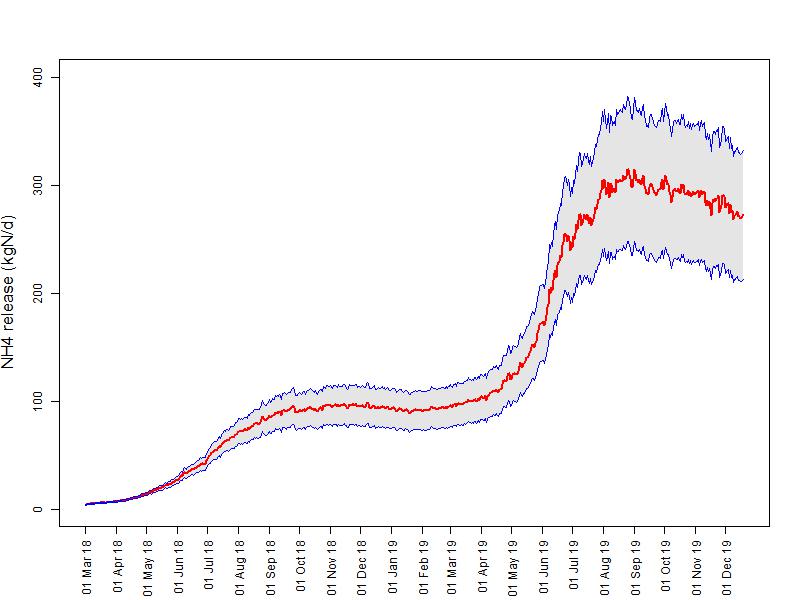 NH4 release (kgN/d)
400
300
200
100
0
01 Mar 18
01 Apr 18
01 May 18
01 Jun 18
01 Jul 18
01 Aug 18
01 Sep 18
01 Oct 18
01 Nov 18
01 Dec 18
01 Jan 19
01 Feb 19
01 Mar 19
01 Apr 19
01 May 19
01 Jun 19
01 Jul 19
01 Aug 19
01 Sep 19
01 Oct 19
01 Nov 19
01 Dec 19